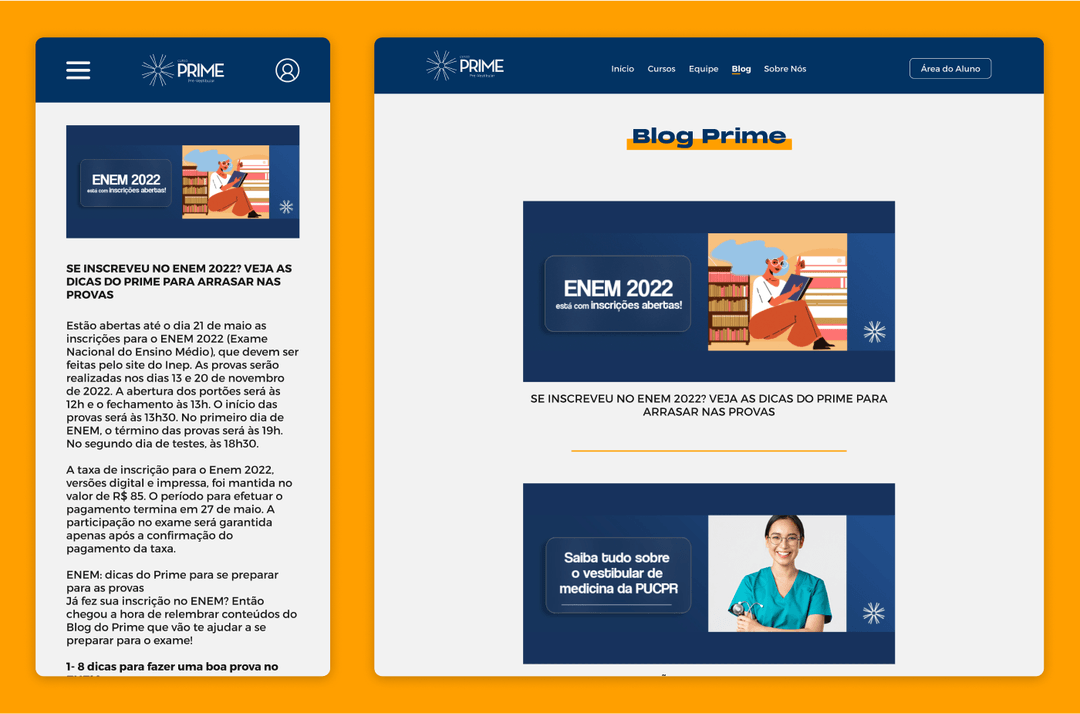 PRIME
Pré-Vestibular
ENEM 2022
está com inscrições abertas!
SE INSCREVEU NO ENEM 2022? VEJA AS
DICAS DO PRIME PARA ARRASAR NAS
PROVAS
Estão abertas até o dia 21 de maio as
inscrições para o ENEM 2022 (Exame
Nacional do Ensino Médio), que devem ser
feitas pelo site do Inep. As provas serão
realizadas nos dias 13 e 20 de novembro
de 2022. A abertura dos portões será às
12h e o fechamento às 13h. O início das
provas será às 13h30. No primeiro dia de
ENEM, o término das provas será às 19h.
No segundo dia de testes, às 18h30.
A taxa de inscrição para o Enem 2022,
versões digital e impressa, foi mantida no
valor de R$ 85. O período para efetuar o
pagamento termina em 27 de maio. A
participação no exame será garantida
apenas após a confirmação do
pagamento da taxa.
ENEM: dicas do Prime para se preparar
para as provas
Já fez sua inscrição no ENEM? Então
chegou a hora de relembrar conteúdos do
Blog do Prime que vão te ajudar a se
preparar para o exame!
1- 8 dicas para fazer uma boa prova no
PRIME
Pré-Vestibular
Início Cursos Equipe Blog Sobre Nós
Área do Aluno
Blog Prime
ENEM 2022
está com inscrições abertas!
SE INSCREVEU NO ENEM 2022? VEJA AS DICAS DO PRIME PARA
ARRASAR NAS PROVAS
Saiba tudo sobre
o vestibular de
medicina da PUCPR